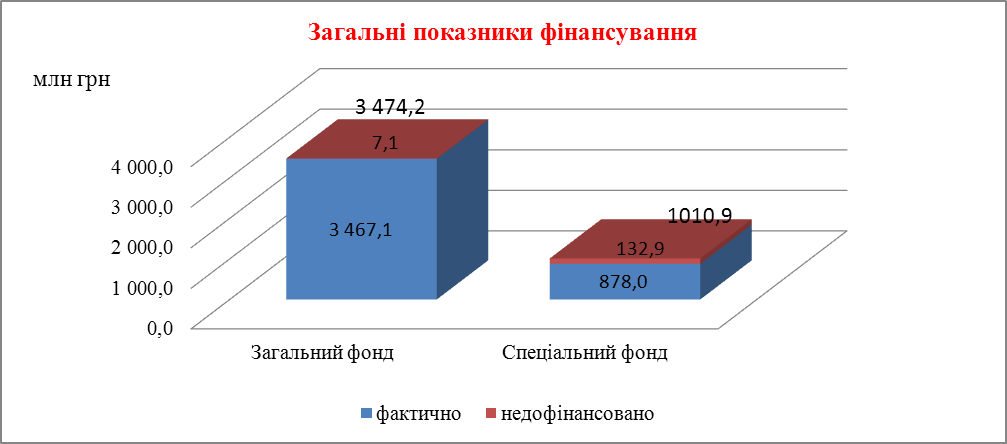 Загальні показники фінансування
млн грн
3 474,2
7,1
3 467,1
1010,9
132,9
878,0
4 000,0
3 000,0
2 000,0
1 000,0
0,0
Загальний фонд
Спеціальний фонд
фактично
недофінансовано